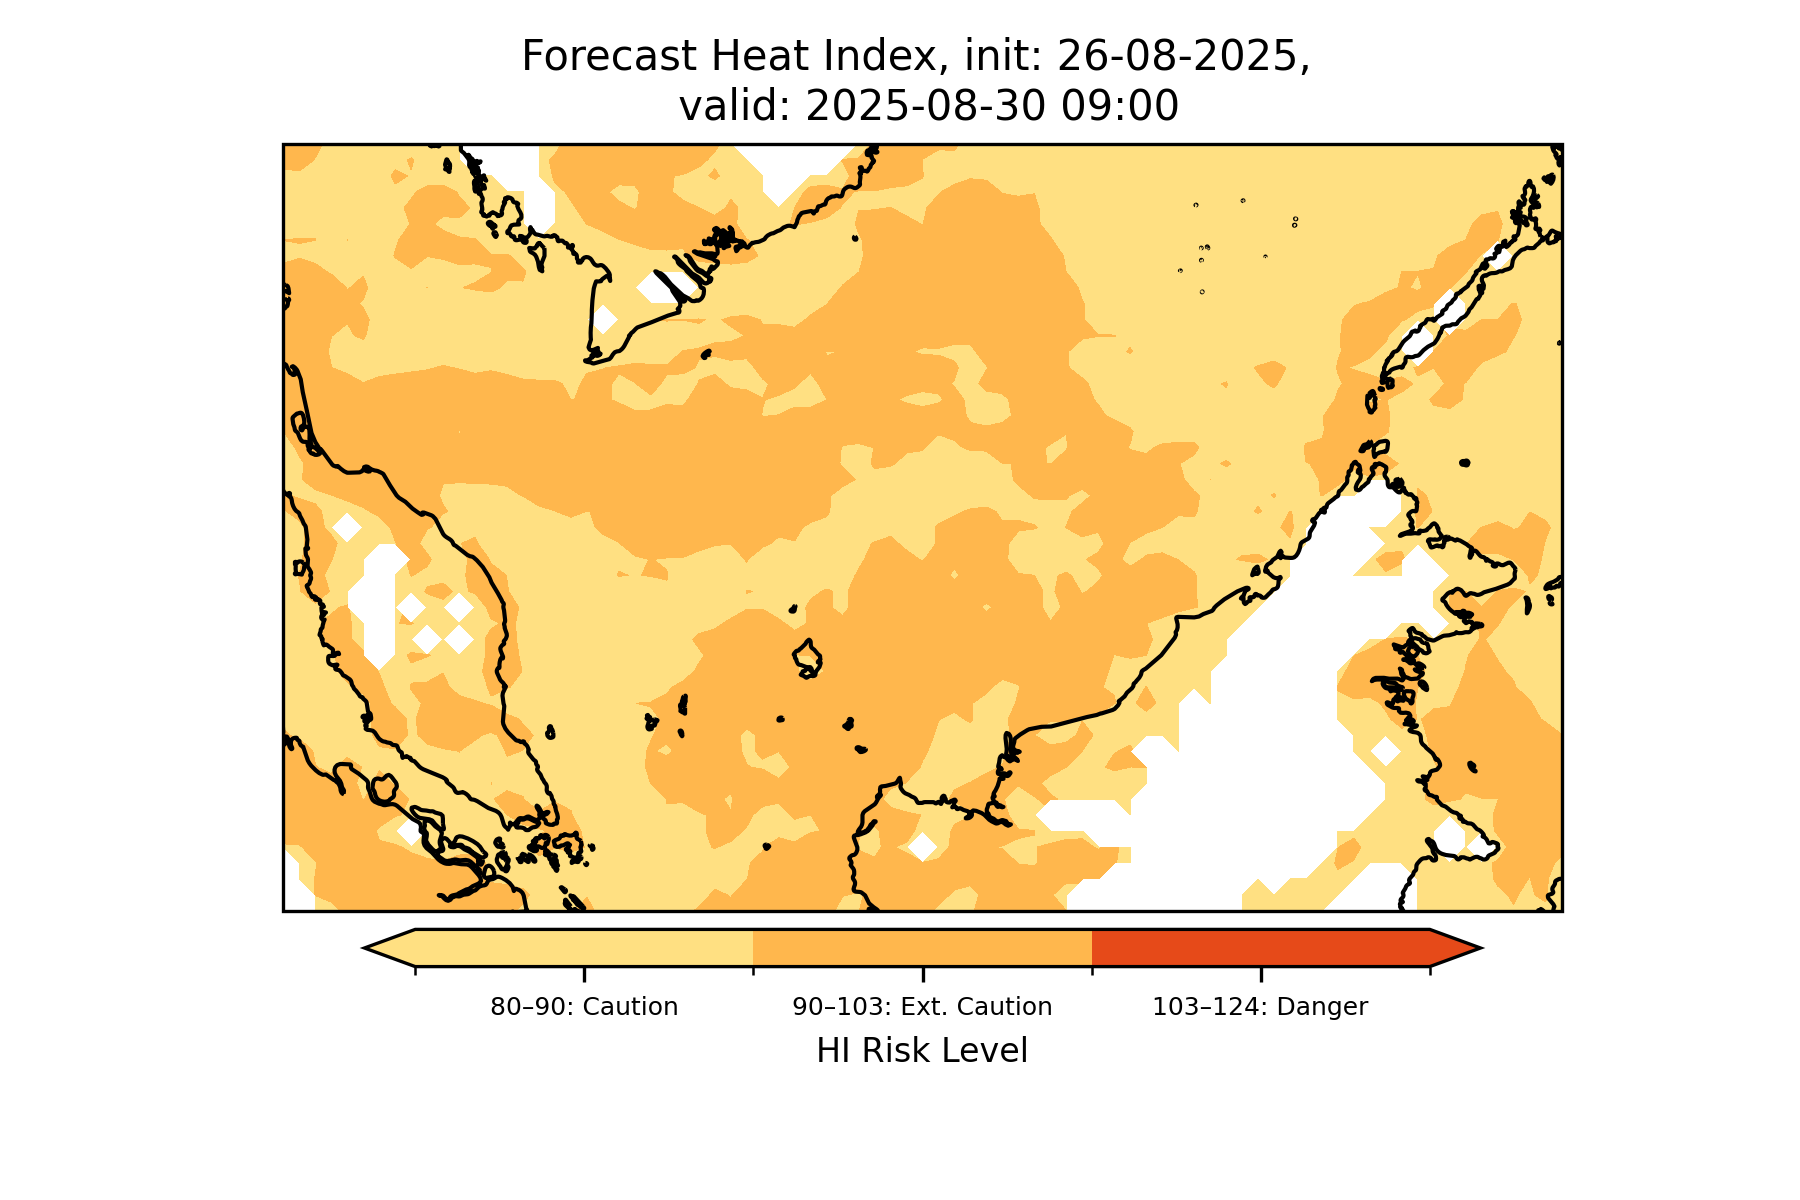 Forecast Heat Index, init: 26-08-2025,
valid: 2025-08-30 09:00
80–90: Caution
90–103: Ext. Caution
103–124: Danger
HI Risk Level